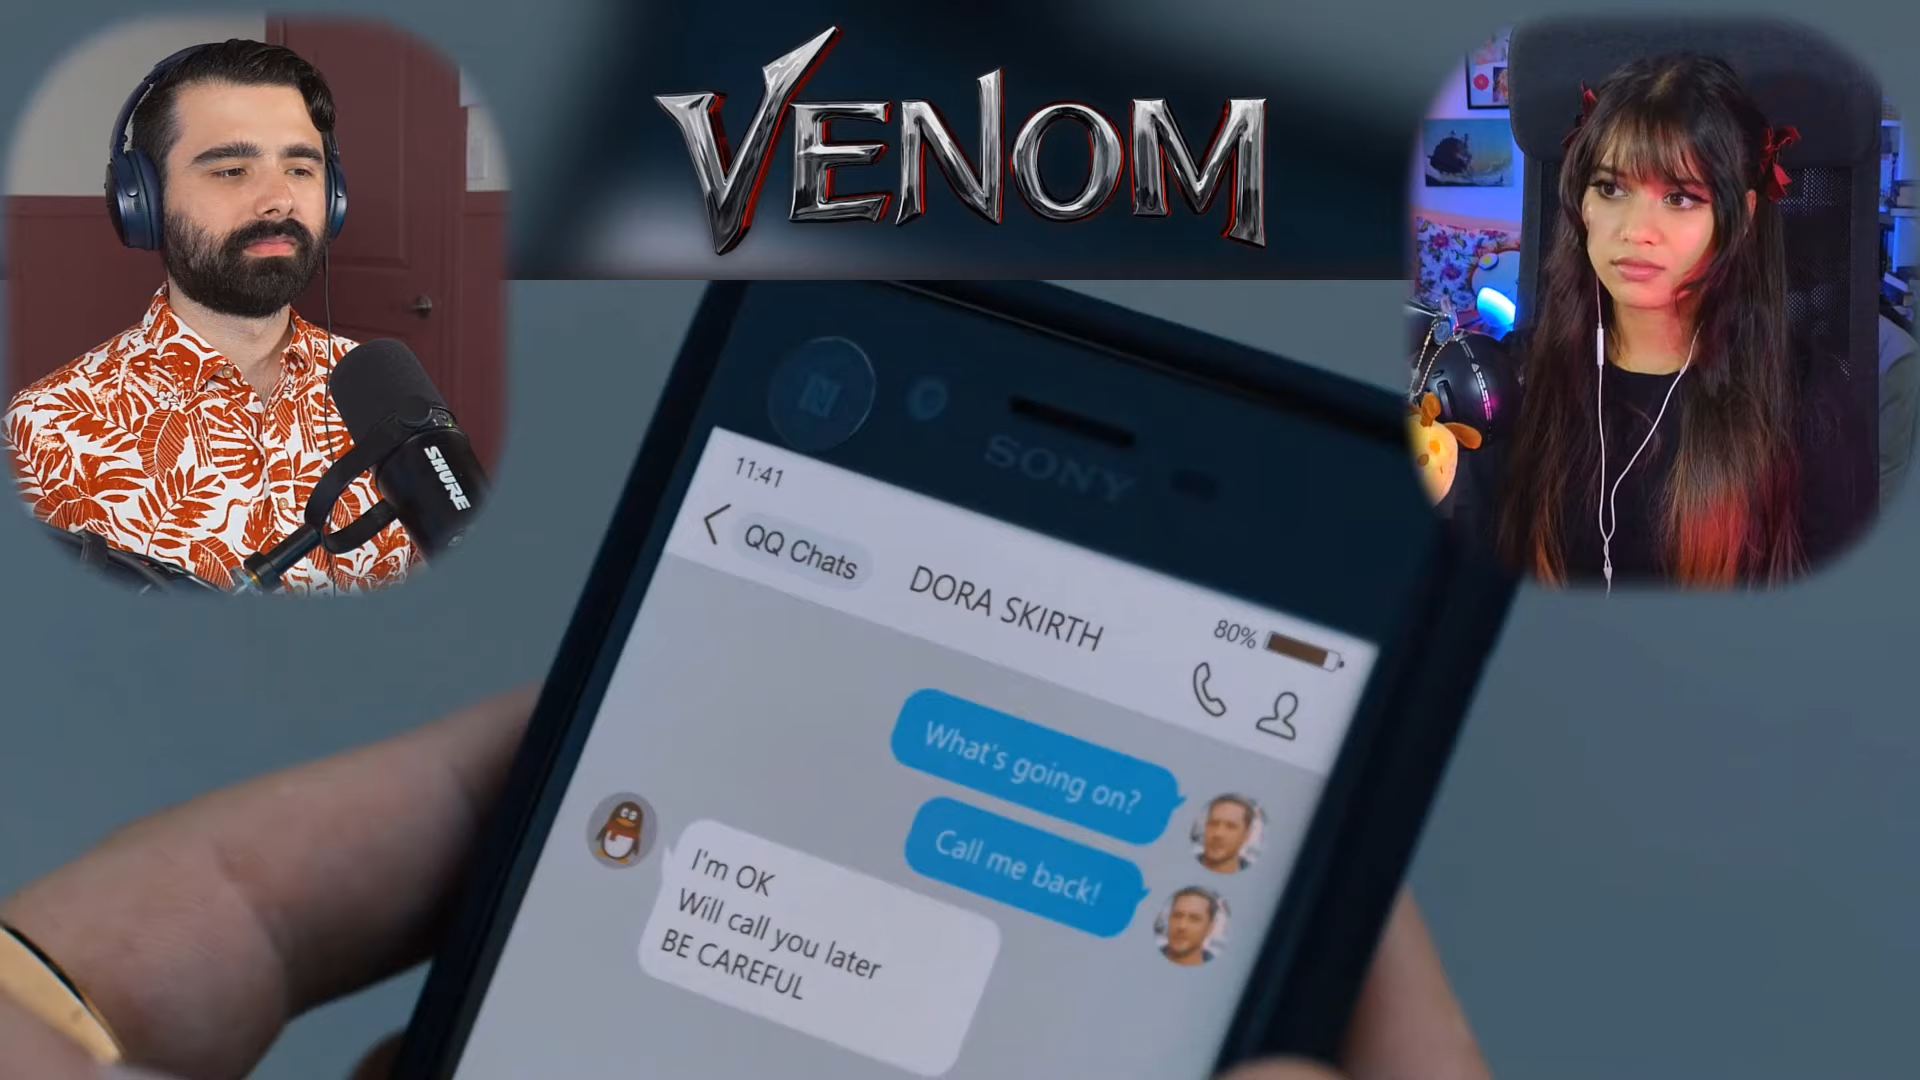 VENOM
SHURE
SONY
11:41
QQ Chats
DORA SKIRTH
80%
What's going on?
Call me back!
I'm OK
Will call you later
BE CAREFUL